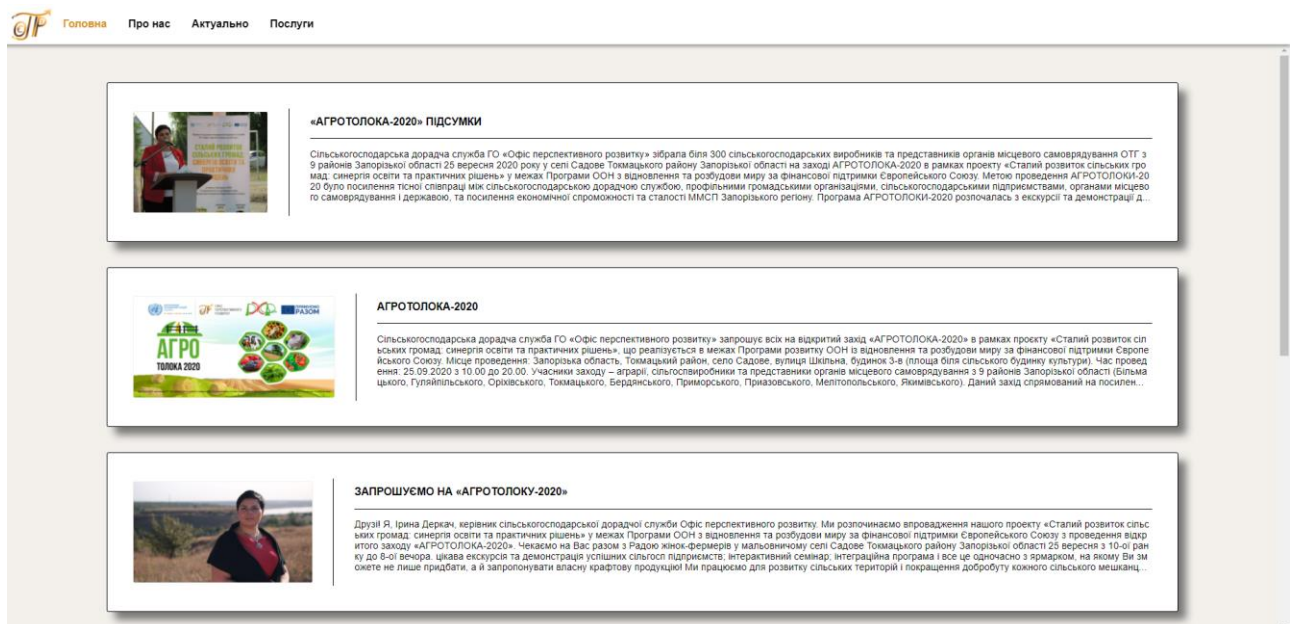 Головна Про нас Актуально Послуги
«АГРОТОЛОКА-2020» ПІДСУМКИ
Сільськогосподарська дорадча служба ГО «Офіс перспективного розвитку» зібрала біля 300 сільськогосподарських виробників та представників органів місцевого самоврядування ОТГ з
9 районів Запорізької області 25 вересня 2020 року у селі Садове Токмацького району Запорізької області на заході АГРОТОЛОКА-2020 в рамках проекту «Сталий розвиток сільських гро
мад: синергія освіти та практичних рішень» у межах Програми ООН з відновлення та розбудови миру за фінансової підтримки Європейського Союзу. Метою проведення АГРОТОЛОКИ-20
20 було посилення тісної співпраці між сільськогосподарською дорадчою службою, профільними громадськими організаціями, сільськогосподарськими підприємствами, органами місцево
го самоврядування і державою, та посилення економічної спроможності та сталості ММСП Запорізького регіону. Програма АГРОТОЛОКИ-2020 розпочалась з екскурсії та демонстрації д...
СТАЛИЙ РОЗВИТОК
СІЛЬСЬКИХ ГРОМАД:
СИНЕРГІЯ ОСВІТИ ТА
ПРАКТИЧНИХ
РІШЕНЬ
АГРОТОЛОКА-2020
Сільськогосподарська дорадча служба ГО «Офіс перспективного розвитку» запрошує всіх на відкритий захід «АГРОТОЛОКА-2020» в рамках проєкту «Сталий розвиток сіл
ьських громад: синергія освіти та практичних рішень», що реалізується в межах Програми розвитку ООН із відновлення та розбудови миру за фінансової підтримки Європе
йського Союзу. Місце проведення: Запорізька область, Токмацький район, село Садове, вулиця Шкільна, будинок 3-в (площа біля сільського будинку культури). Час провед
ення: 25.09.2020 з 10.00 до 20.00. Учасники заходу – аграрії, сільгоспвиробники та представники органів місцевого самоврядування з 9 районів Запорізької області (Більма
цького, Гуляйпільського, Оріхівського, Токмацького, Бердянського, Приморського, Приазовського, Мелітопольського, Якимівського). Даний захід спрямований на посилен...
РАЗОМ
АГРО
ТОЛОКА 2020
ЗАПРОШУЄМО НА «АГРОТОЛОКУ-2020»
Друзі! Я, Ірина Деркач, керівник сільськогосподарської дорадчої служби Офіс перспективного розвитку. Ми розпочинаємо впровадження нашого проекту «Сталий розвиток сільс
ьких громад: синергія освіти та практичних рішень» в межах Програми ООН з відновлення та розбудови миру за фінансової підтримки Європейського Союзу з проведення відкр
итого заходу «АГРОТОЛОКА-2020». Чекаємо на Вас разом з Радою жінок-фермерів у мальовничому селі Садове Токмацького району Запорізької області 25 вересня з 10-ої ран
ку до 8-ої вечора. цікава екскурсія та демонстрація успішних сільгосп підприємств; інтерактивний семінар; інтеграційна програма і все це одночасно з ярмарком, на якому Ви зм
ожете не лише придбати, а й запропонувати власну крафтову продукцію! Ми працюємо для розвитку сільських територій і покращення добробуту кожного сільського мешканц...